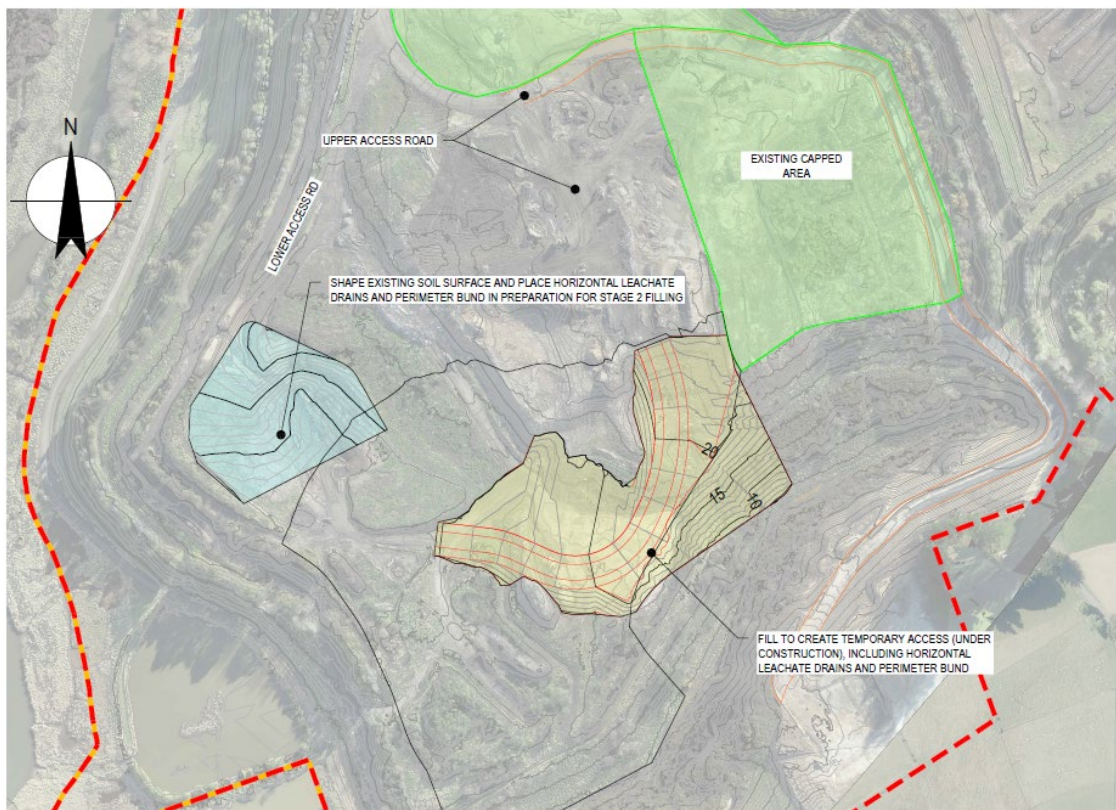 N
UPPER ACCESS ROAD
EXISTING CAPPED
AREA
LOWER ACCESS RD
SHAPE EXISTING SOIL SURFACE AND PLACE HORIZONTAL LEACHATE
DRAINS AND PERIMETER BUND IN PREPARATION FOR STAGE 2 FILLING
20
15
10
FILL TO CREATE TEMPORARY ACCESS (UNDER
CONSTRUCTION), INCLUDING HORIZONTAL
LEACHATE DRAINS AND PERIMETER BUND